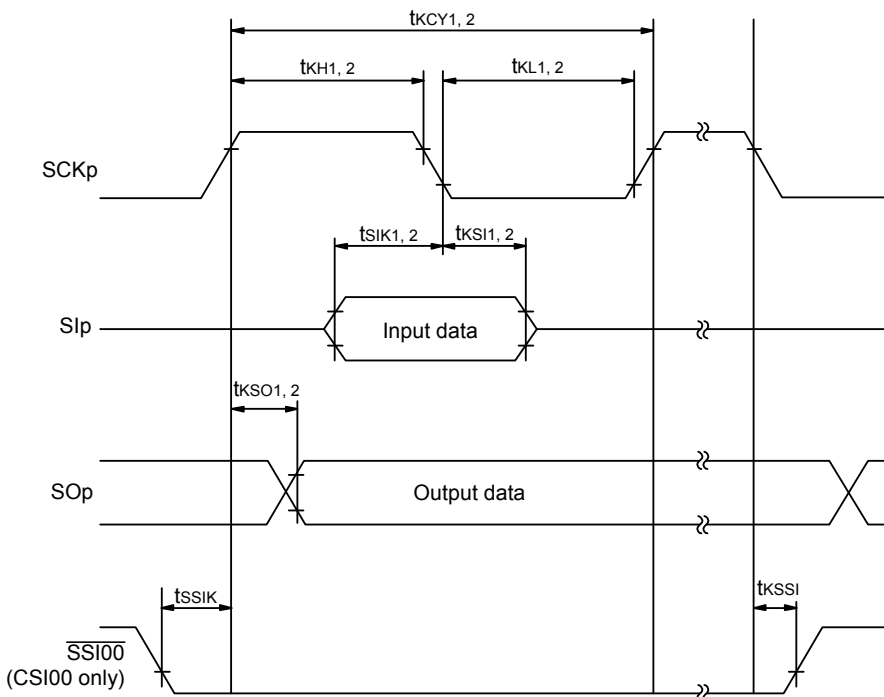 tKCY1, 2
tKH1, 2
tKL1, 2
SCKp
tSIK1, 2
tKSI1, 2
SIp
Input data
tKSO1, 2
SOp
Output data
tSSIK
tKSSI
SSI00
(CSI00 only)